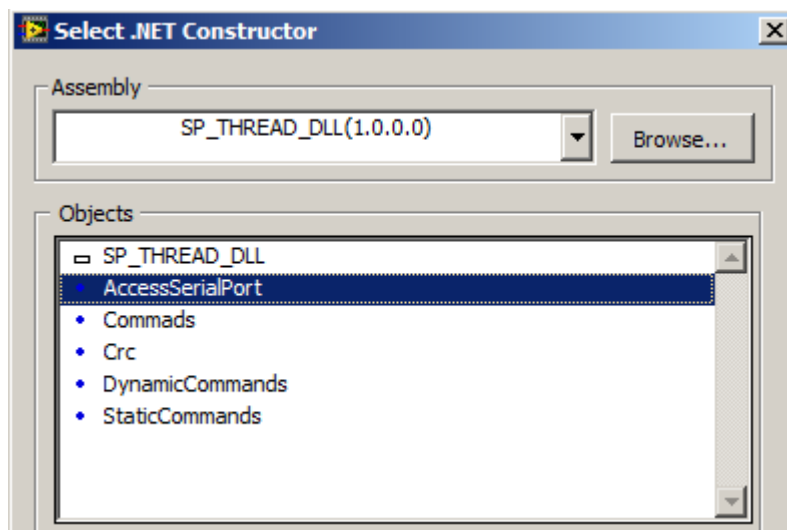 Select .NET Constructor
Assembly
SP_THREAD_DLL(1.0.0.0)
Browse...
Objects
SP_THREAD_DLL
AccessSerialPort
Commads
Crc
DynamicCommands
StaticCommands